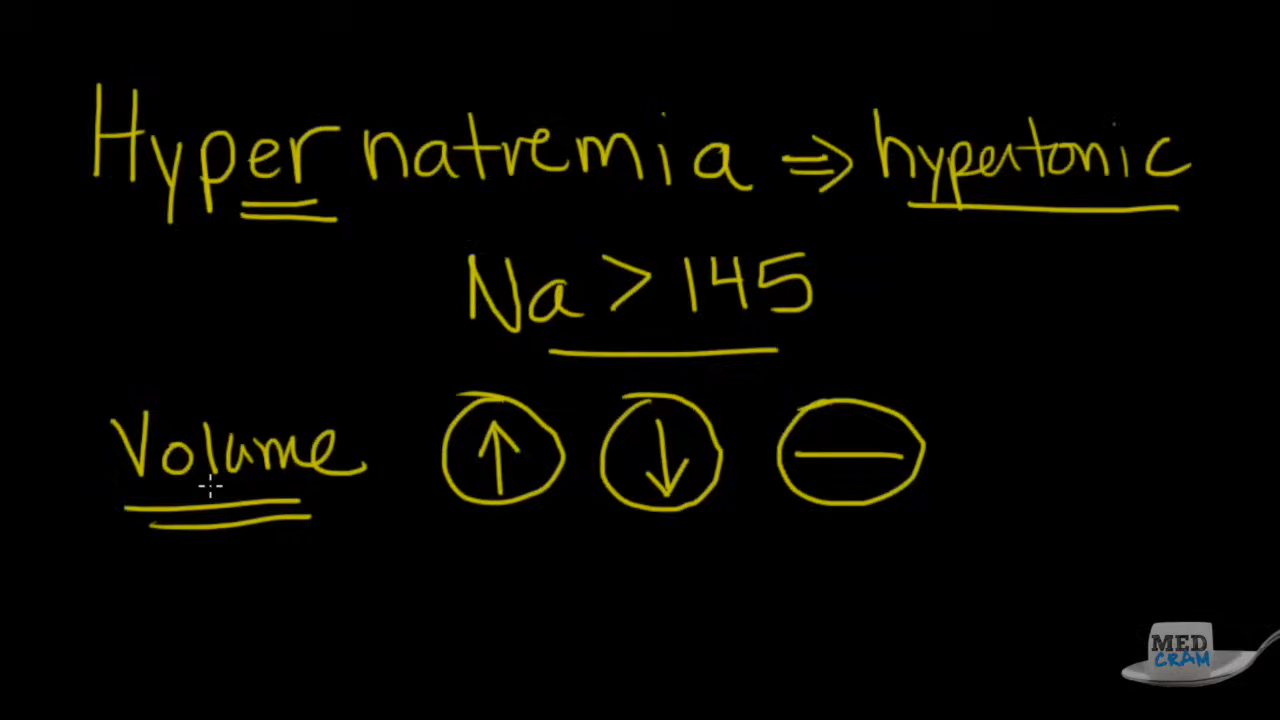 Hypernatremia ⇒ hypertonic
Na > 145
Volume ↑ ↓ —
MED
CRAM